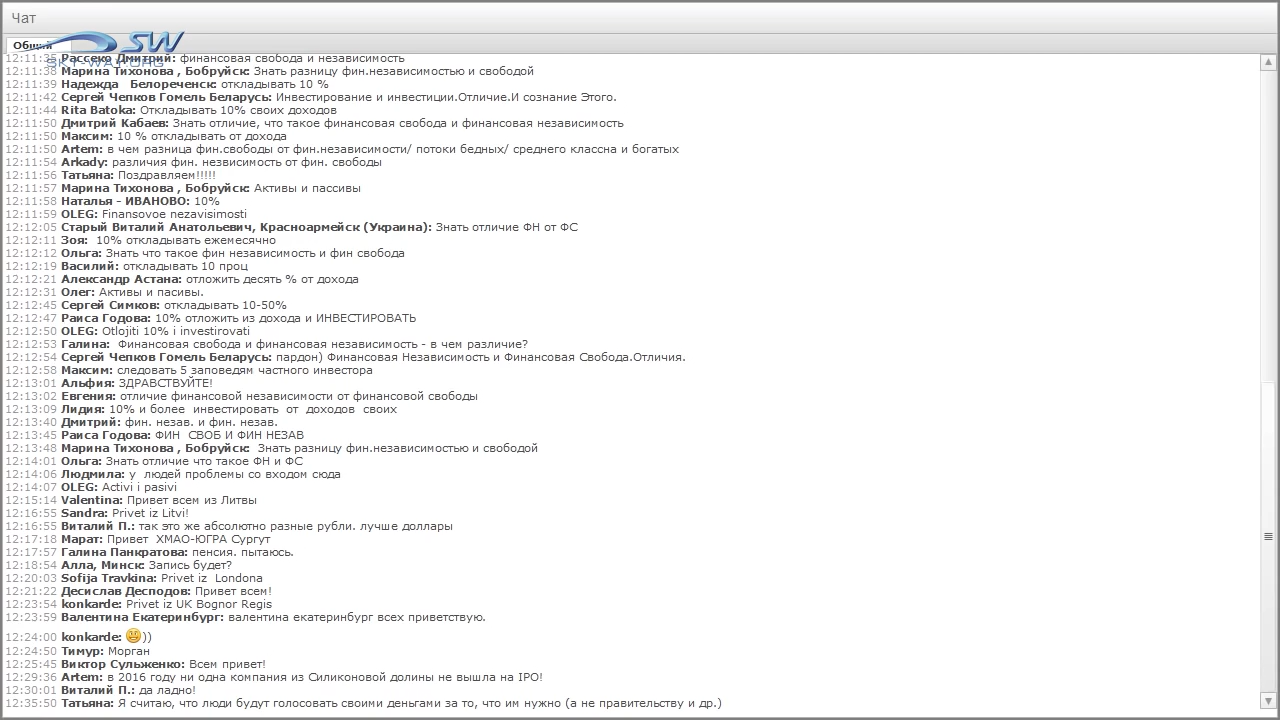 Чат
Общий
SW
SKY-WAY.ORG
12:11:35 Рассеко Дмитрий: финансовая свобода и независимость
12:11:38 Марина Тихонова , Бобруйск: Знать разницу фин.независимостью и свободой
12:11:39 Надежда Белореченск: откладывать 10 %
12:11:42 Сергей Чепков Гомель Беларусь: Инвестирование и инвестиции.Отличие.И сознание Этого.
12:11:44 Rita Batoka: Откладывать 10% своих доходов
12:11:50 Дмитрий Кабаев: Знать отличие, что такое финансовая свобода и финансовая независимость
12:11:50 Максим: 10 % откладывать от дохода
12:11:50 Artem: в чем разница фин.свободы от фин.независимости/ потоки бедных/ среднего классна и богатых
12:11:54 Arkady: различия фин. незвисимость от фин. свободы
12:11:56 Татьяна: Поздравляем!!!!!
12:11:57 Марина Тихонова , Бобруйск: Активы и пассивы
12:11:58 Наталья - ИВАНОВО: 10%
12:11:59 OLEG: Finansovoe nezavisimosti
12:12:05 Старый Виталий Анатольевич, Красноармейск (Украина): Знать отличие ФН от ФС
12:12:11 Зоя: 10% откладывать ежемесячно
12:12:12 Ольга: Знать что такое фин независимость и фин свобода
12:12:19 Василий: откладывать 10 проц
12:12:21 Александр Астана: отложить десять % от дохода
12:12:31 Олег: Активы и пасивы.
12:12:45 Сергей Симков: откладывать 10-50%
12:12:47 Раиса Годова: 10% отложить из дохода и ИНВЕСТИРОВАТЬ
12:12:50 OLEG: Otlojiti 10% i investirovati
12:12:53 Галина: Финансовая свобода и финансовая независимость - в чем различие?
12:12:54 Сергей Чепков Гомель Беларусь: пардон) Финансовая Независимость и Финансовая Свобода.Отличия.
12:12:58 Максим: следовать 5 заповедям частного инвестора
12:13:01 Альфия: ЗДРАВСТВУЙТЕ!
12:13:02 Евгения: отличие финансовой независимости от финансовой свободы
12:13:09 Лидия: 10% и более инвестировать от доходов своих
12:13:40 Дмитрий: фин. незав. и фин. незав.
12:13:45 Раиса Годова: ФИН СВОБ И ФИН НЕЗАВ
12:13:48 Марина Тихонова , Бобруйск: Знать разницу фин.независимостью и свободой
12:14:01 Ольга: Знать отличие что такое ФН и ФС
12:14:06 Людмила: у людей проблемы со входом сюда
12:14:07 OLEG: Activi i pasivi
12:15:14 Valentina: Привет всем из Литвы
12:16:55 Sandra: Privet iz Litvi!
12:16:55 Виталий П.: так это же абсолютно разные рубли. лучше доллары
12:17:18 Марат: Привет ХМАО-ЮГРА Сургут
12:17:57 Галина Панкратова: пенсия. пытаюсь.
12:18:54 Алла, Минск: Запись будет?
12:20:03 Sofija Travkina: Privet iz Londona
12:21:22 Десислав Десподов: Привет всем!
12:23:54 konkarde: Privet iz UK Bognor Regis
12:23:59 Валентина Екатеринбург: валентина екатеринбург всех приветствую.
12:24:00 konkarde: ))
12:24:50 Тимур: Морган
12:25:45 Виктор Сульженко: Всем привет!
12:29:36 Artem: в 2016 году ни одна компания из Силиконовой долины не вышла на IPO!
12:30:01 Виталий П.: да ладно!
12:35:50 Татьяна: Я считаю, что люди будут голосовать своими деньгами за то, что им нужно (а не правительству и др.)